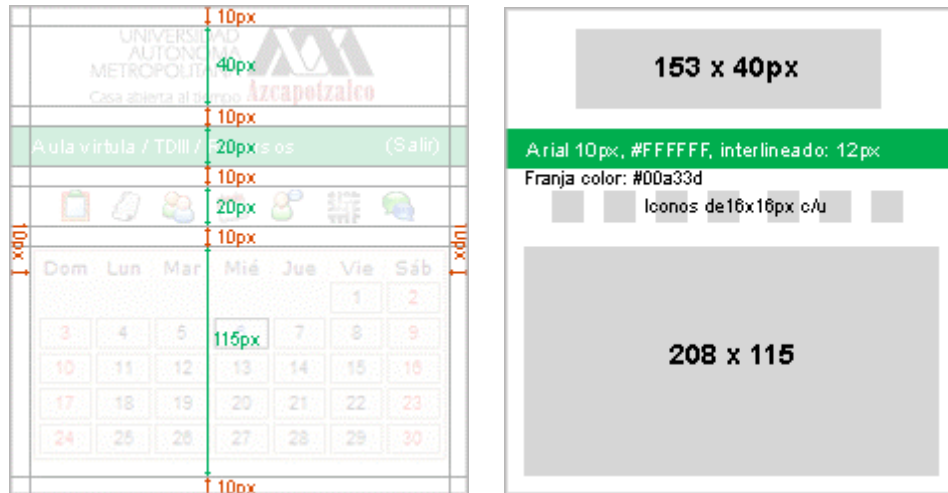 10px
UNIVERSIDAD
AUTONOMA
METROPOLITANA
40px
Casa abierta al tiempo Azcapotzalco
10px
Aula virtula / TDIII / 20px (Salir)
10px
20px
10px
10px 10px
Dom Lun Mar Mié Jue Vie Sáb
1 2
3 4 5 6 7 8 9
115px
10 11 12 13 14 15 16
17 18 19 20 21 22 23
24 25 26 27 28 29 30
10px
153 x 40px
Arial 10px, #FFFFFF, interlineado: 12px
Franja color: #00a33d
Iconos de16x16px c/u
208 x 115